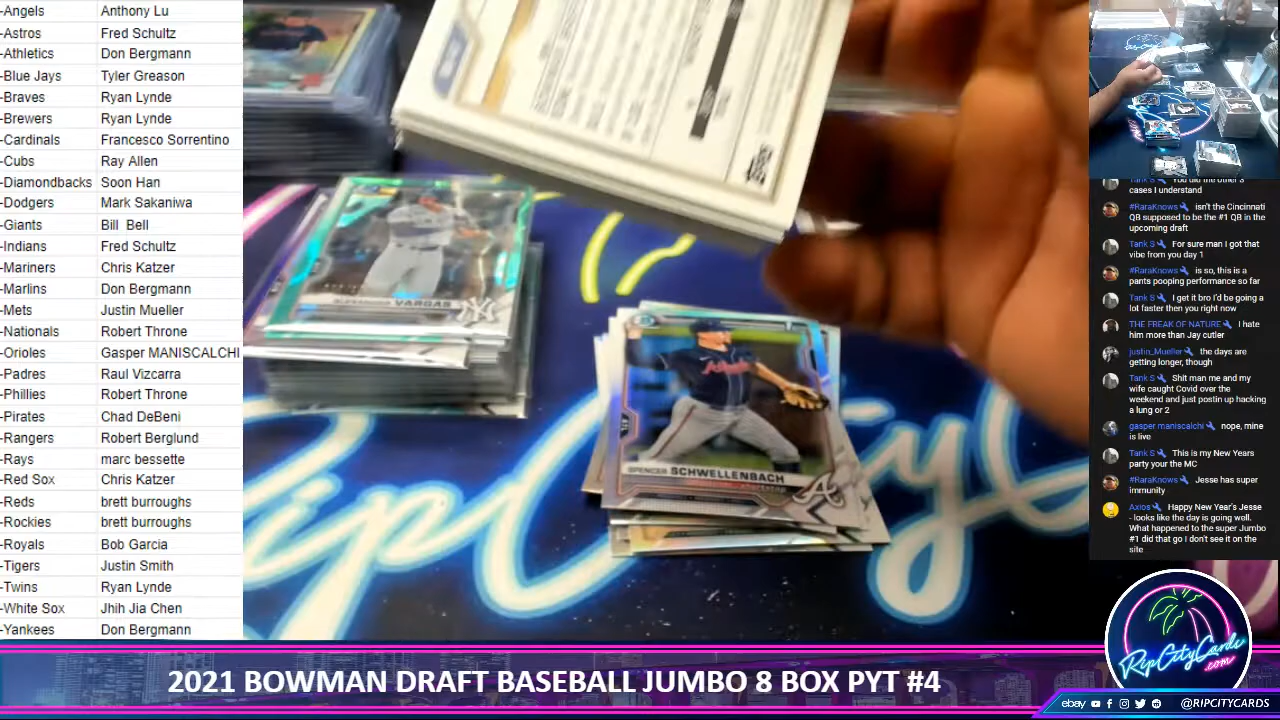 -Angels Anthony Lu
-Astros Fred Schultz
-Athletics Don Bergmann
-Blue Jays Tyler Greason
-Braves Ryan Lynde
-Brewers Ryan Lynde
-Cardinals Francesco Sorrentino
-Cubs Ray Allen
-Diamondbacks Soon Han
-Dodgers Mark Sakaniwa
-Giants Bill Bell
-Indians Fred Schultz
-Mariners Chris Katzer
-Marlins Don Bergmann
-Mets Justin Mueller
-Nationals Robert Throne
-Orioles Gasper MANISCALCHI
-Padres Raul Vizcarra
-Phillies Robert Throne
-Pirates Chad DeBeni
-Rangers Robert Berglund
-Rays marc bessette
-Red Sox Chris Katzer
-Reds brett burroughs
-Rockies brett burroughs
-Royals Bob Garcia
-Tigers Justin Smith
-Twins Ryan Lynde
-White Sox Jhih Jia Chen
-Yankees Don Bergmann
VARGAS
SPENCER SCHWELLENBACH
ATL
A
Tank S You did the other 3
cases I understand
#RaraKnows isn't the Cincinnati
QB supposed to be the #1 QB in the
upcoming draft
Tank S For sure man I got that
vibe from you day 1
#RaraKnows is so, this is a
pants pooping performance so far
Tank S I get it bro I'd be going a
lot faster then you right now
THE FREAK OF NATURE I hate
him more than Jay cutler
justin_Mueller the days are
getting longer, though
Tank S Shit man me and my
wife caught Covid over the
weekend and just postin up hacking
a lung or 2
gasper maniscalchi nope, mine
is live
Tank S This is my New Years
party your the MC
#RaraKnows Jesse has super
immunity
Axios Happy New Year's Jesse
- looks like the day is going well.
What happened to the super Jumbo
#1 did that go I don't see it on the
site
RipCityCards
.com
2021 BOWMAN DRAFT BASEBALL JUMBO 8 BOX PYT #4
ebay @RIPCITYCARDS